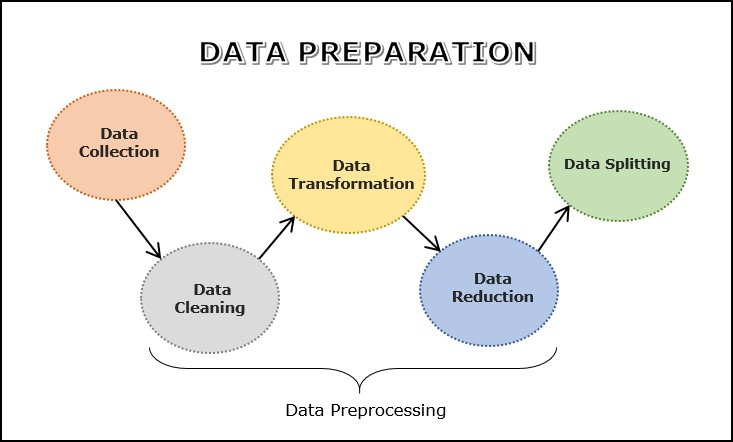 DATA PREPARATION
Data
Collection
Data
Cleaning
Data
Transformation
Data
Reduction
Data Splitting
Data Preprocessing